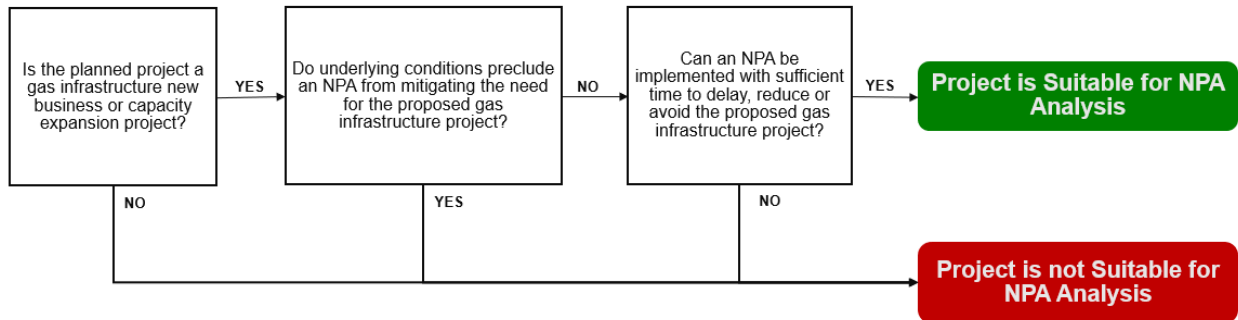 Is the planned project a
gas infrastructure new
business or capacity
expansion project?
YES
Do underlying conditions preclude
an NPA from mitigating the need
for the proposed gas
infrastructure project?
NO
Can an NPA be
implemented with sufficient
time to delay, reduce or
avoid the proposed gas
infrastructure project?
YES
Project is Suitable for NPA
Analysis
NO
YES
NO
Project is not Suitable for
NPA Analysis